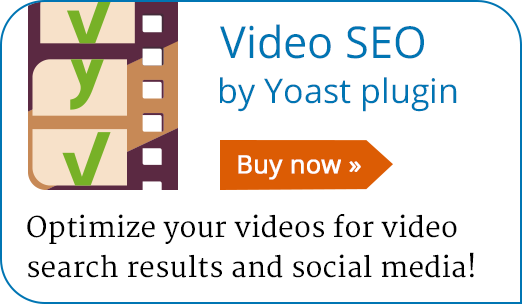 Video SEO
by Yoast plugin
Buy now »
Optimize your videos for video
search results and social media!